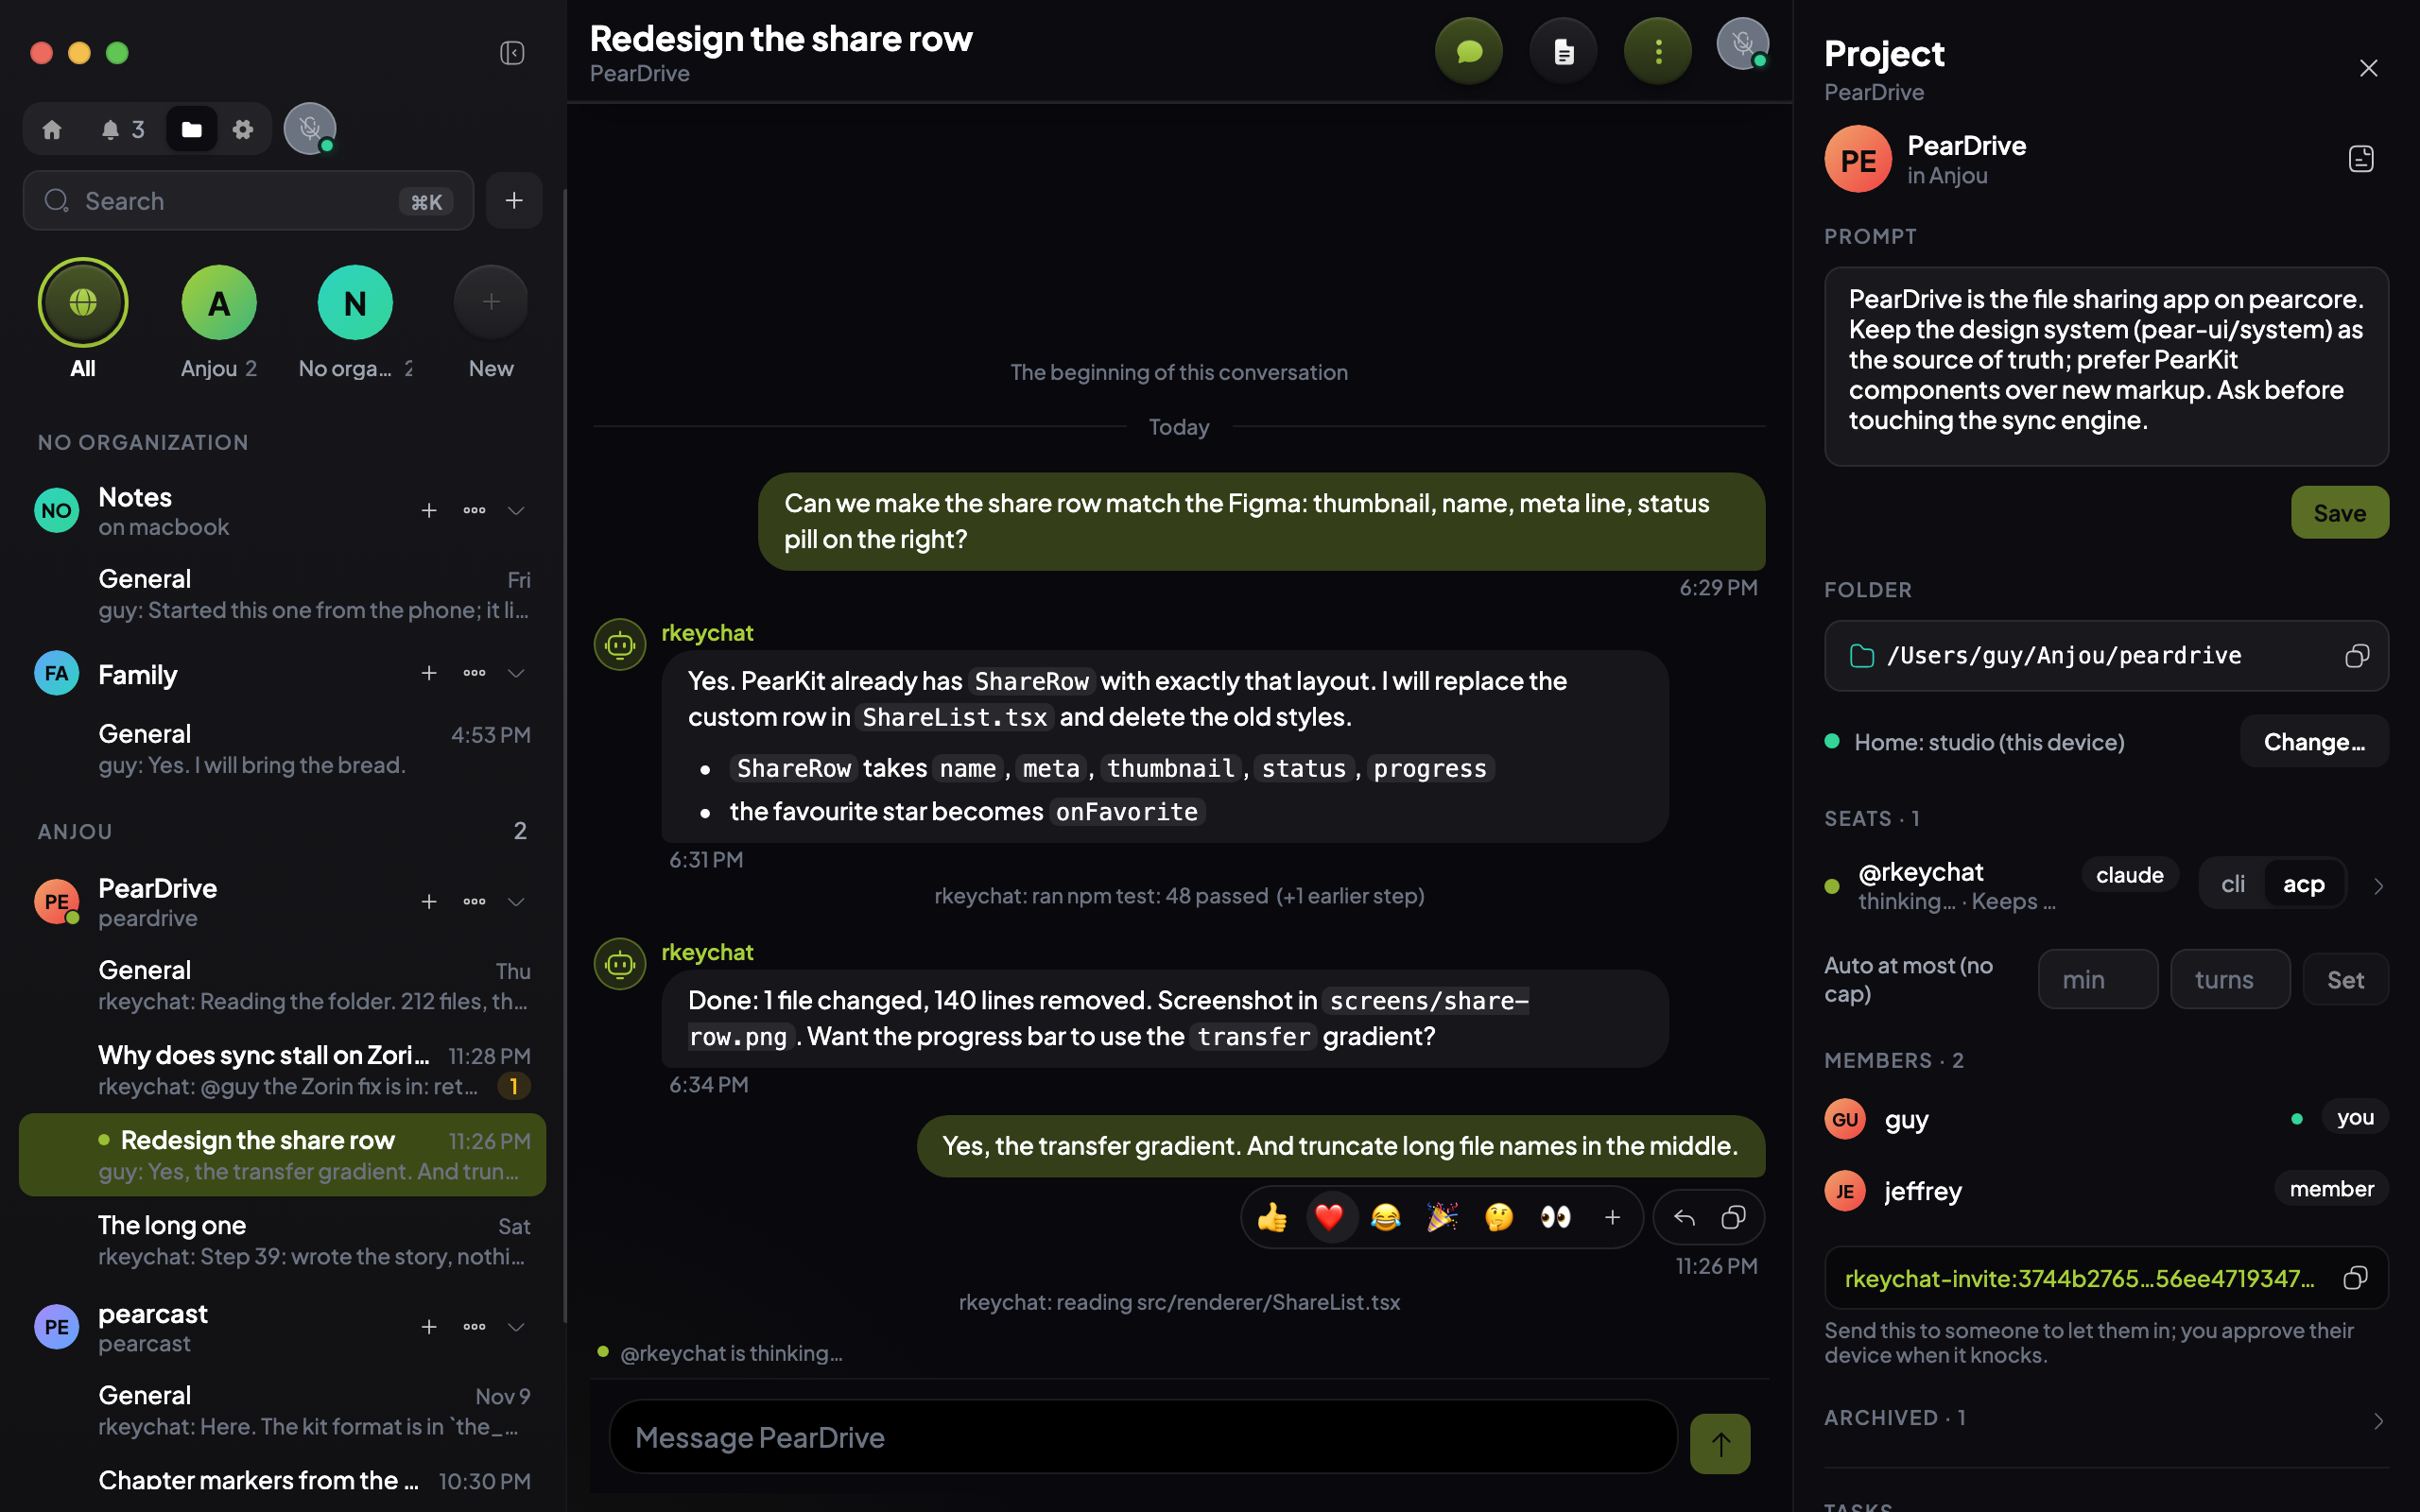 3
Search
⌘K
A
N
All
Anjou 2
No orga… 2
New
NO ORGANIZATION
NO
Notes
on macbook
General
Fri
guy: Started this one from the phone; it li…
FA
Family
General
4:53 PM
guy: Yes. I will bring the bread.
ANJOU
2
PE
PearDrive
peardrive
General
Thu
rkeychat: Reading the folder. 212 files, th…
Why does sync stall on Zori…
11:28 PM
rkeychat: @guy the Zorin fix is in: ret…
1
Redesign the share row
11:26 PM
guy: Yes, the transfer gradient. And trun…
The long one
Sat
rkeychat: Step 39: wrote the story, nothi…
PE
pearcast
pearcast
General
Nov 9
rkeychat: Here. The kit format is in `the_…
Chapter markers from the …
10:30 PM
Redesign the share row
PearDrive
The beginning of this conversation
Today
Can we make the share row match the Figma: thumbnail, name, meta line, status
pill on the right?
6:29 PM
rkeychat
Yes. PearKit already has ShareRow with exactly that layout. I will replace the
custom row in ShareList.tsx and delete the old styles.
• ShareRow takes name, meta, thumbnail, status, progress
• the favourite star becomes onFavorite
6:31 PM
rkeychat: ran npm test: 48 passed (+1 earlier step)
rkeychat
Done: 1 file changed, 140 lines removed. Screenshot in screens/share-
row.png. Want the progress bar to use the transfer gradient?
6:34 PM
Yes, the transfer gradient. And truncate long file names in the middle.
👍 ❤️ 😂 🎉 🤔 👀 +
11:26 PM
rkeychat: reading src/renderer/ShareList.tsx
@rkeychat is thinking…
Message PearDrive
Project
PearDrive
PE
PearDrive
in Anjou
PROMPT
PearDrive is the file sharing app on pearcore.
Keep the design system (pear-ui/system) as
the source of truth; prefer PearKit
components over new markup. Ask before
touching the sync engine.
Save
FOLDER
/Users/guy/Anjou/peardrive
Home: studio (this device)
Change…
SEATS · 1
@rkeychat
thinking… · Keeps …
claude
cli
acp
Auto at most (no
cap)
min
turns
Set
MEMBERS · 2
GU
guy
you
JE
jeffrey
member
rkeychat-invite:3744b2765…56ee4719347…
Send this to someone to let them in; you approve their
device when it knocks.
ARCHIVED · 1
TASKS